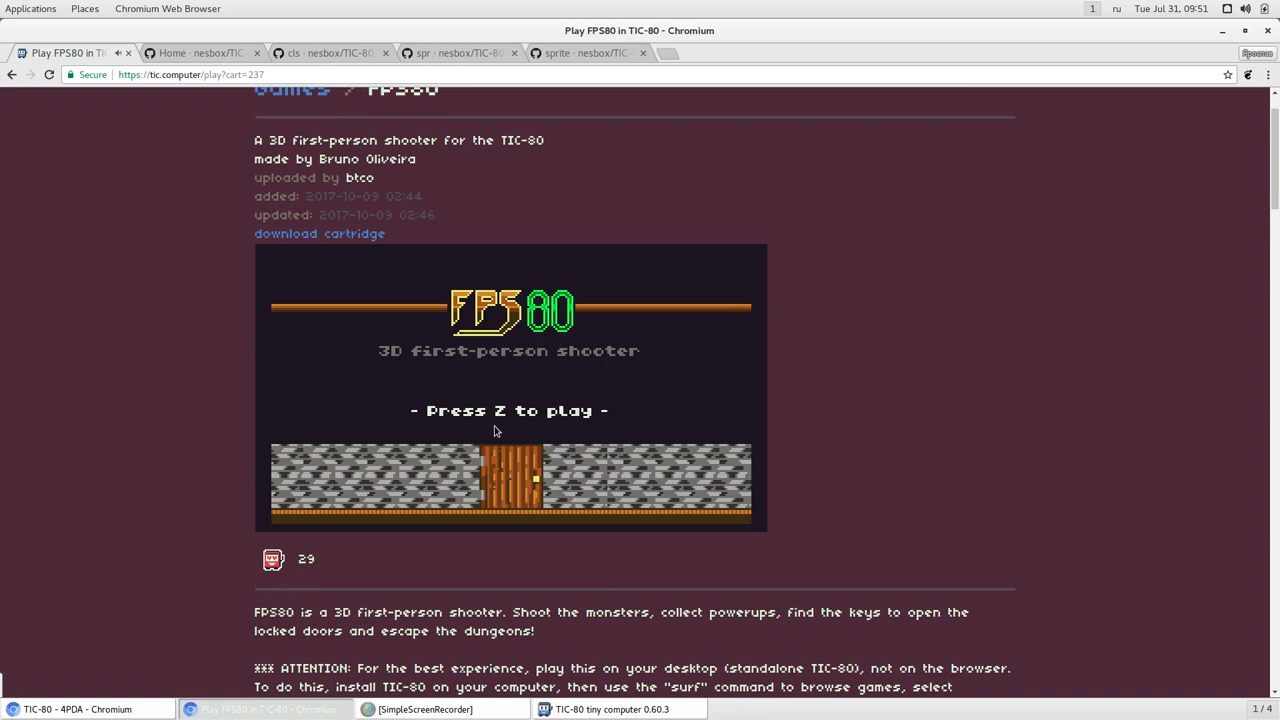 Applications Places Chromium Web Browser 1 ru Tue Jul 31, 09:51
Play FPS80 in TIC-80 - Chromium
Play FPS80 in TI Home · nesbox/TIC cls · nesbox/TIC-80 spr · nesbox/TIC-80 sprite · nesbox/TIC- Ярослав
Secure https://tic.computer/play?cart=237
Games / FPS80
A 3D first-person shooter for the TIC-80
made by Bruno Oliveira
uploaded by btco
added: 2017-10-09 02:44
updated: 2017-10-09 02:46
download cartridge
FPS80
3D first-person shooter
- Press Z to play -
29
FPS80 is a 3D first-person shooter. Shoot the monsters, collect powerups, find the keys to open the
locked doors and escape the dungeons!
*** ATTENTION: For the best experience, play this on your desktop (standalone TIC-80), not on the browser.
To do this, install TIC-80 on your computer, then use the "surf" command to browse games, select
TIC-80 - 4PDA - Chromium Play FPS80 in TIC-80 - Chromium [SimpleScreenRecorder] TIC-80 tiny computer 0.60.3 1 / 4